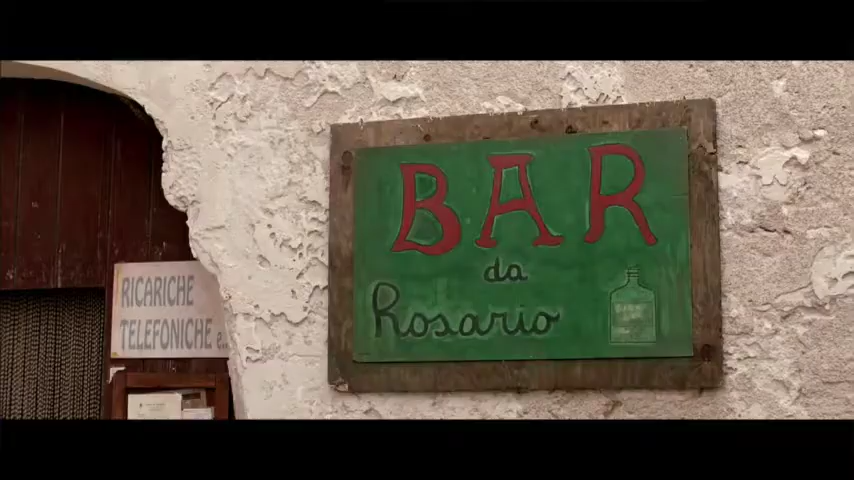 BAR
da
Rosario
RICARICHE
TELEFONICHE e..